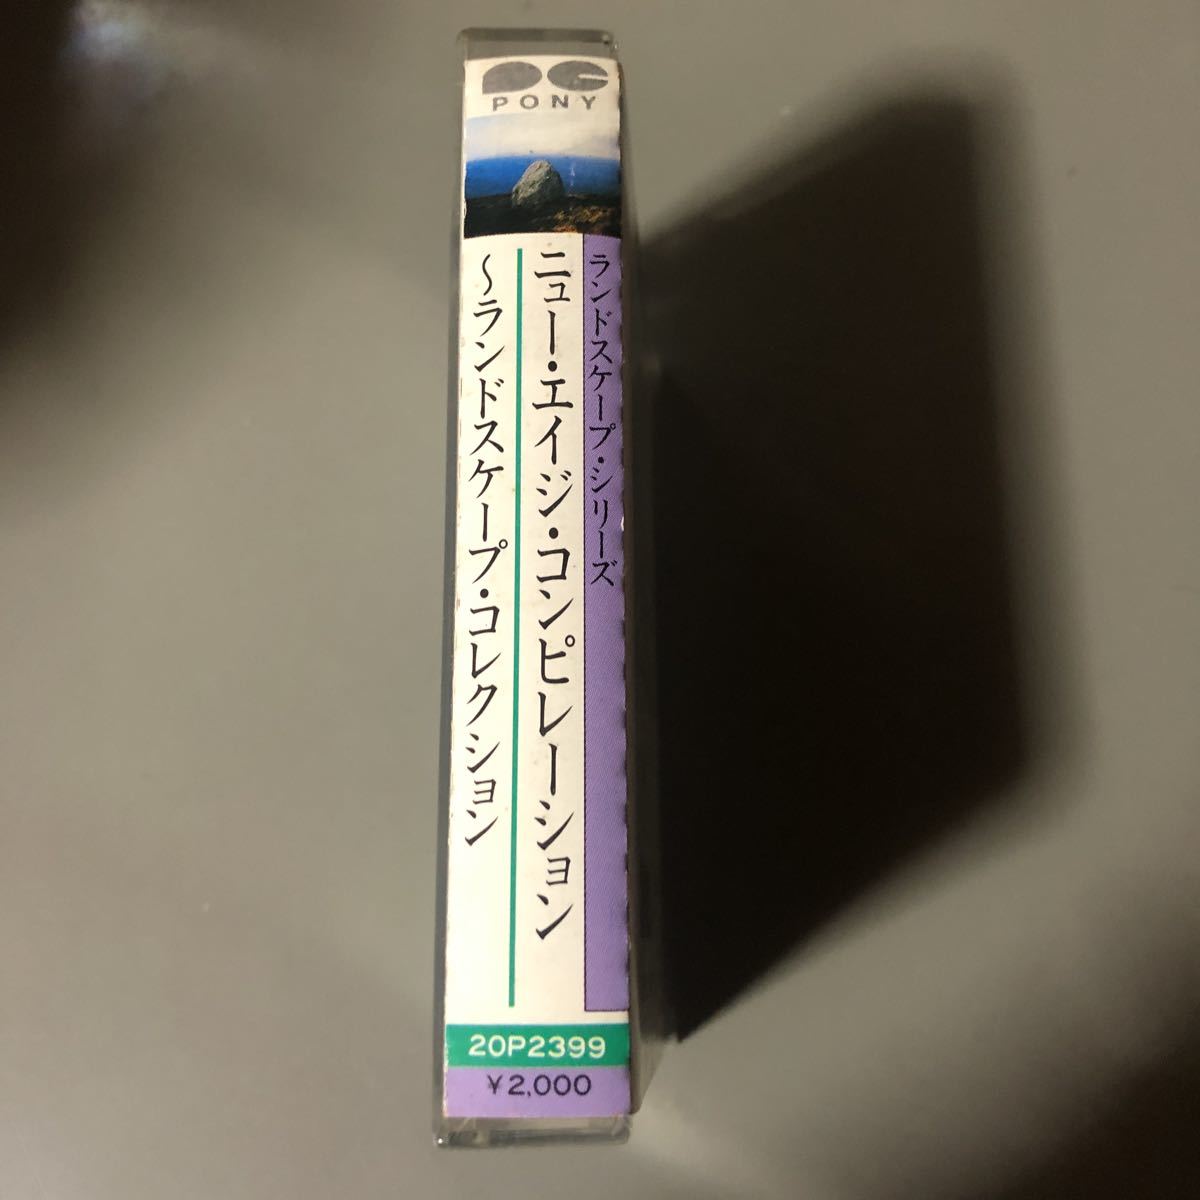 PONY
ランドスケープ・シリーズ
ニュー・エイジ・コンピレーション
～ランドスケープ・コレクション
20P2399
¥2,000